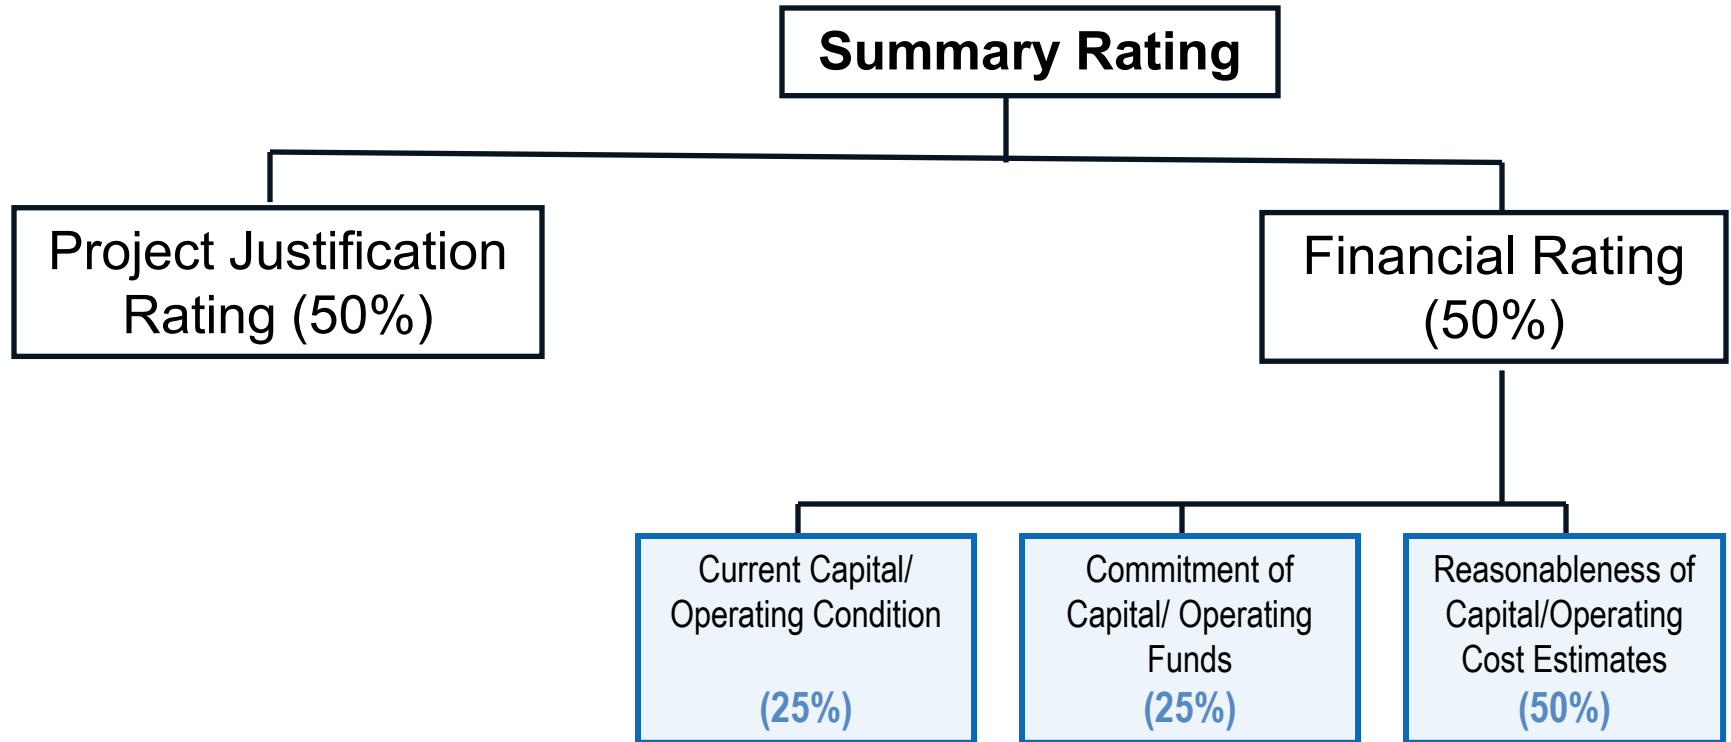 Summary Rating
Project Justification
Rating (50%)
Financial Rating
(50%)
Current Capital/
Operating Condition
(25%)
Commitment of
Capital/ Operating
Funds
(25%)
Reasonableness of
Capital/Operating
Cost Estimates
(50%)